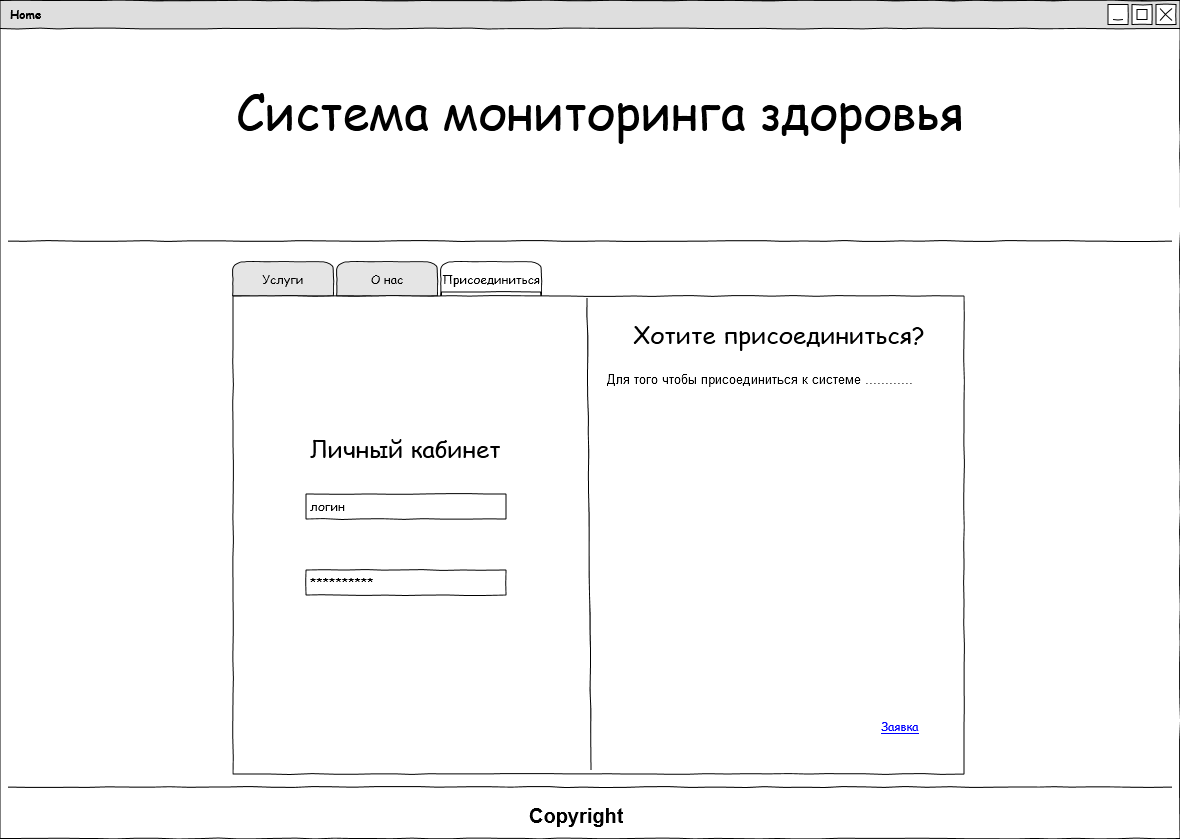 Home
Система мониторинга здоровья
Услуги
О нас
Присоединиться
Личный кабинет
логин
**********
Хотите присоединиться?
Для того чтобы присоединиться к системе ............
Заявка
Copyright